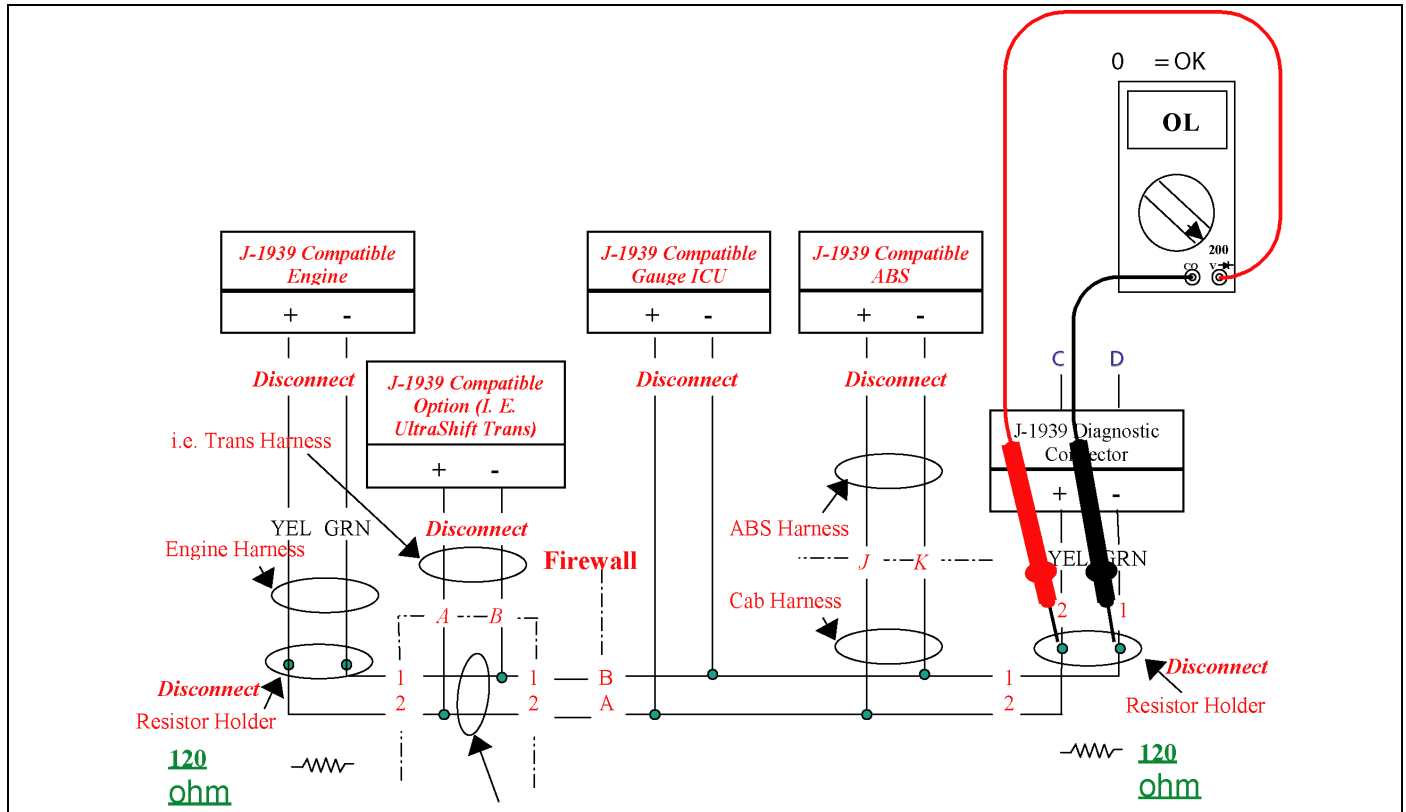 0 = OK
OL
200
CO V
J-1939 Compatible
Engine
+ -
J-1939 Compatible
Gauge ICU
+ -
J-1939 Compatible
ABS
+ -
Disconnect
Disconnect
Disconnect
C D
J-1939 Compatible
Option (I. E.
UltraShift Trans)
+ -
i.e. Trans Harness
J-1939 Diagnostic
+ -
YEL GRN
Disconnect
ABS Harness
Engine Harness
Firewall
J K
YEL GRN
Cab Harness
2 1
A B
Disconnect
Resistor Holder
1 1 B 1
2 2 A 2
Disconnect
Resistor Holder
120
ohm
120
ohm